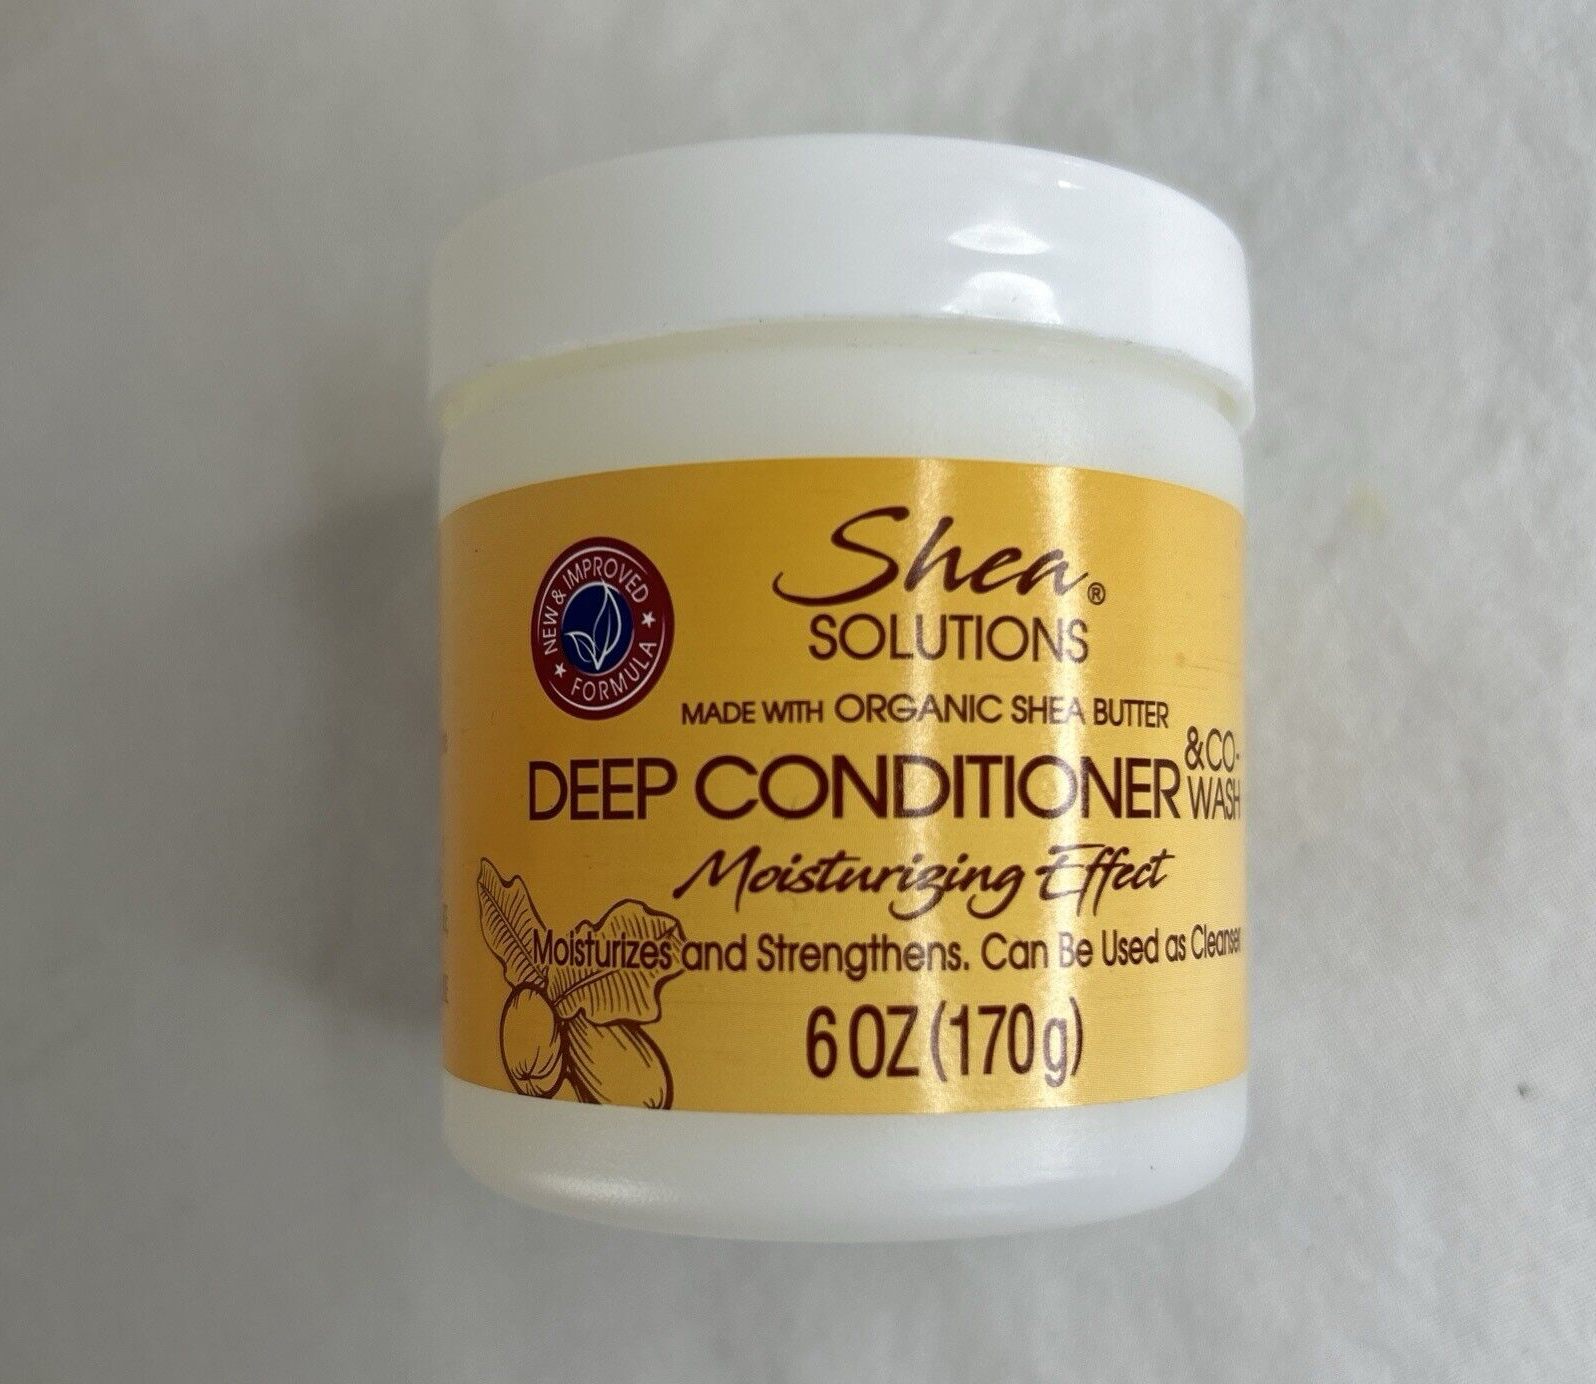 NEW & IMPROVED
FORMULA
Shea®
SOLUTIONS
MADE WITH ORGANIC SHEA BUTTER
DEEP CONDITIONER & CO-
WASH
Moisturizing Effect
Moisturizes and Strengthens. Can Be Used as Cleanser
6 OZ (170g)